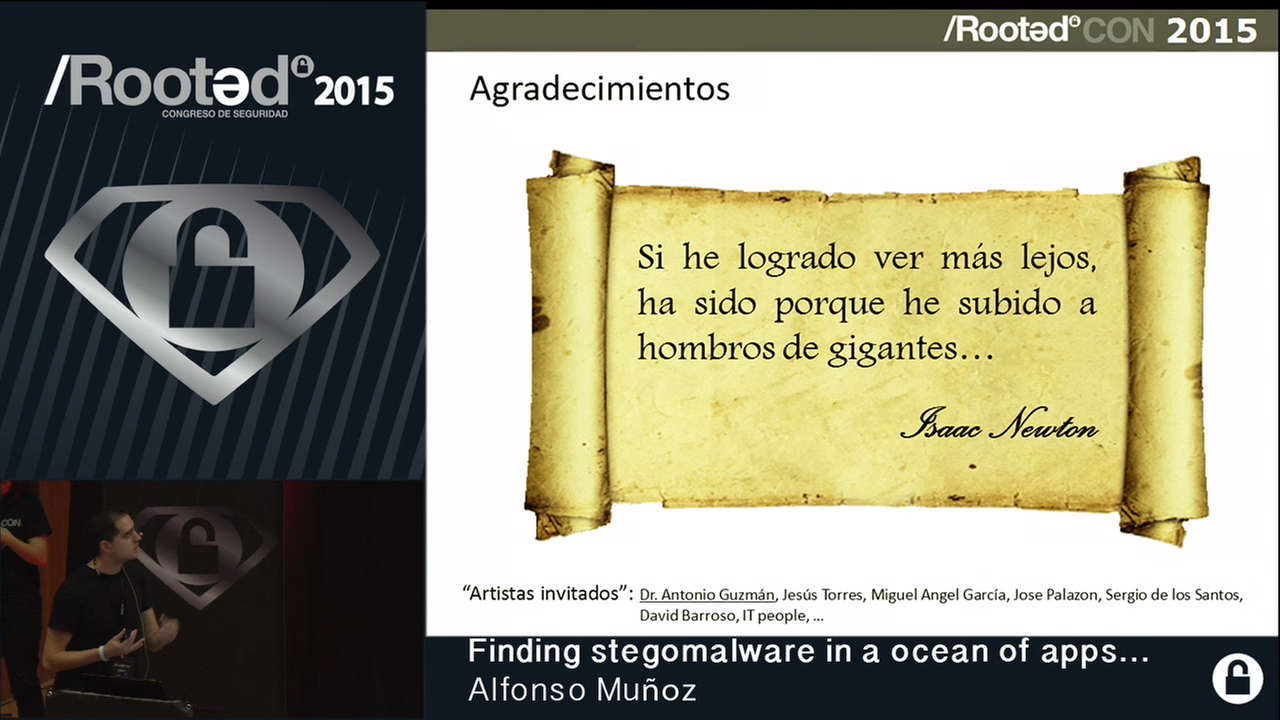 /Rootəd 2015
CONGRESO DE SEGURIDAD
/RootədCON 2015
Agradecimientos
Si he logrado ver más lejos,
ha sido porque he subido a
hombros de gigantes...
Isaac Newton
"Artistas invitados": Dr. Antonio Guzmán, Jesús Torres, Miguel Angel García, Jose Palazon, Sergio de los Santos,
David Barroso, IT people, ...
CON
Finding stegomalware in a ocean of apps...
Alfonso Muñoz